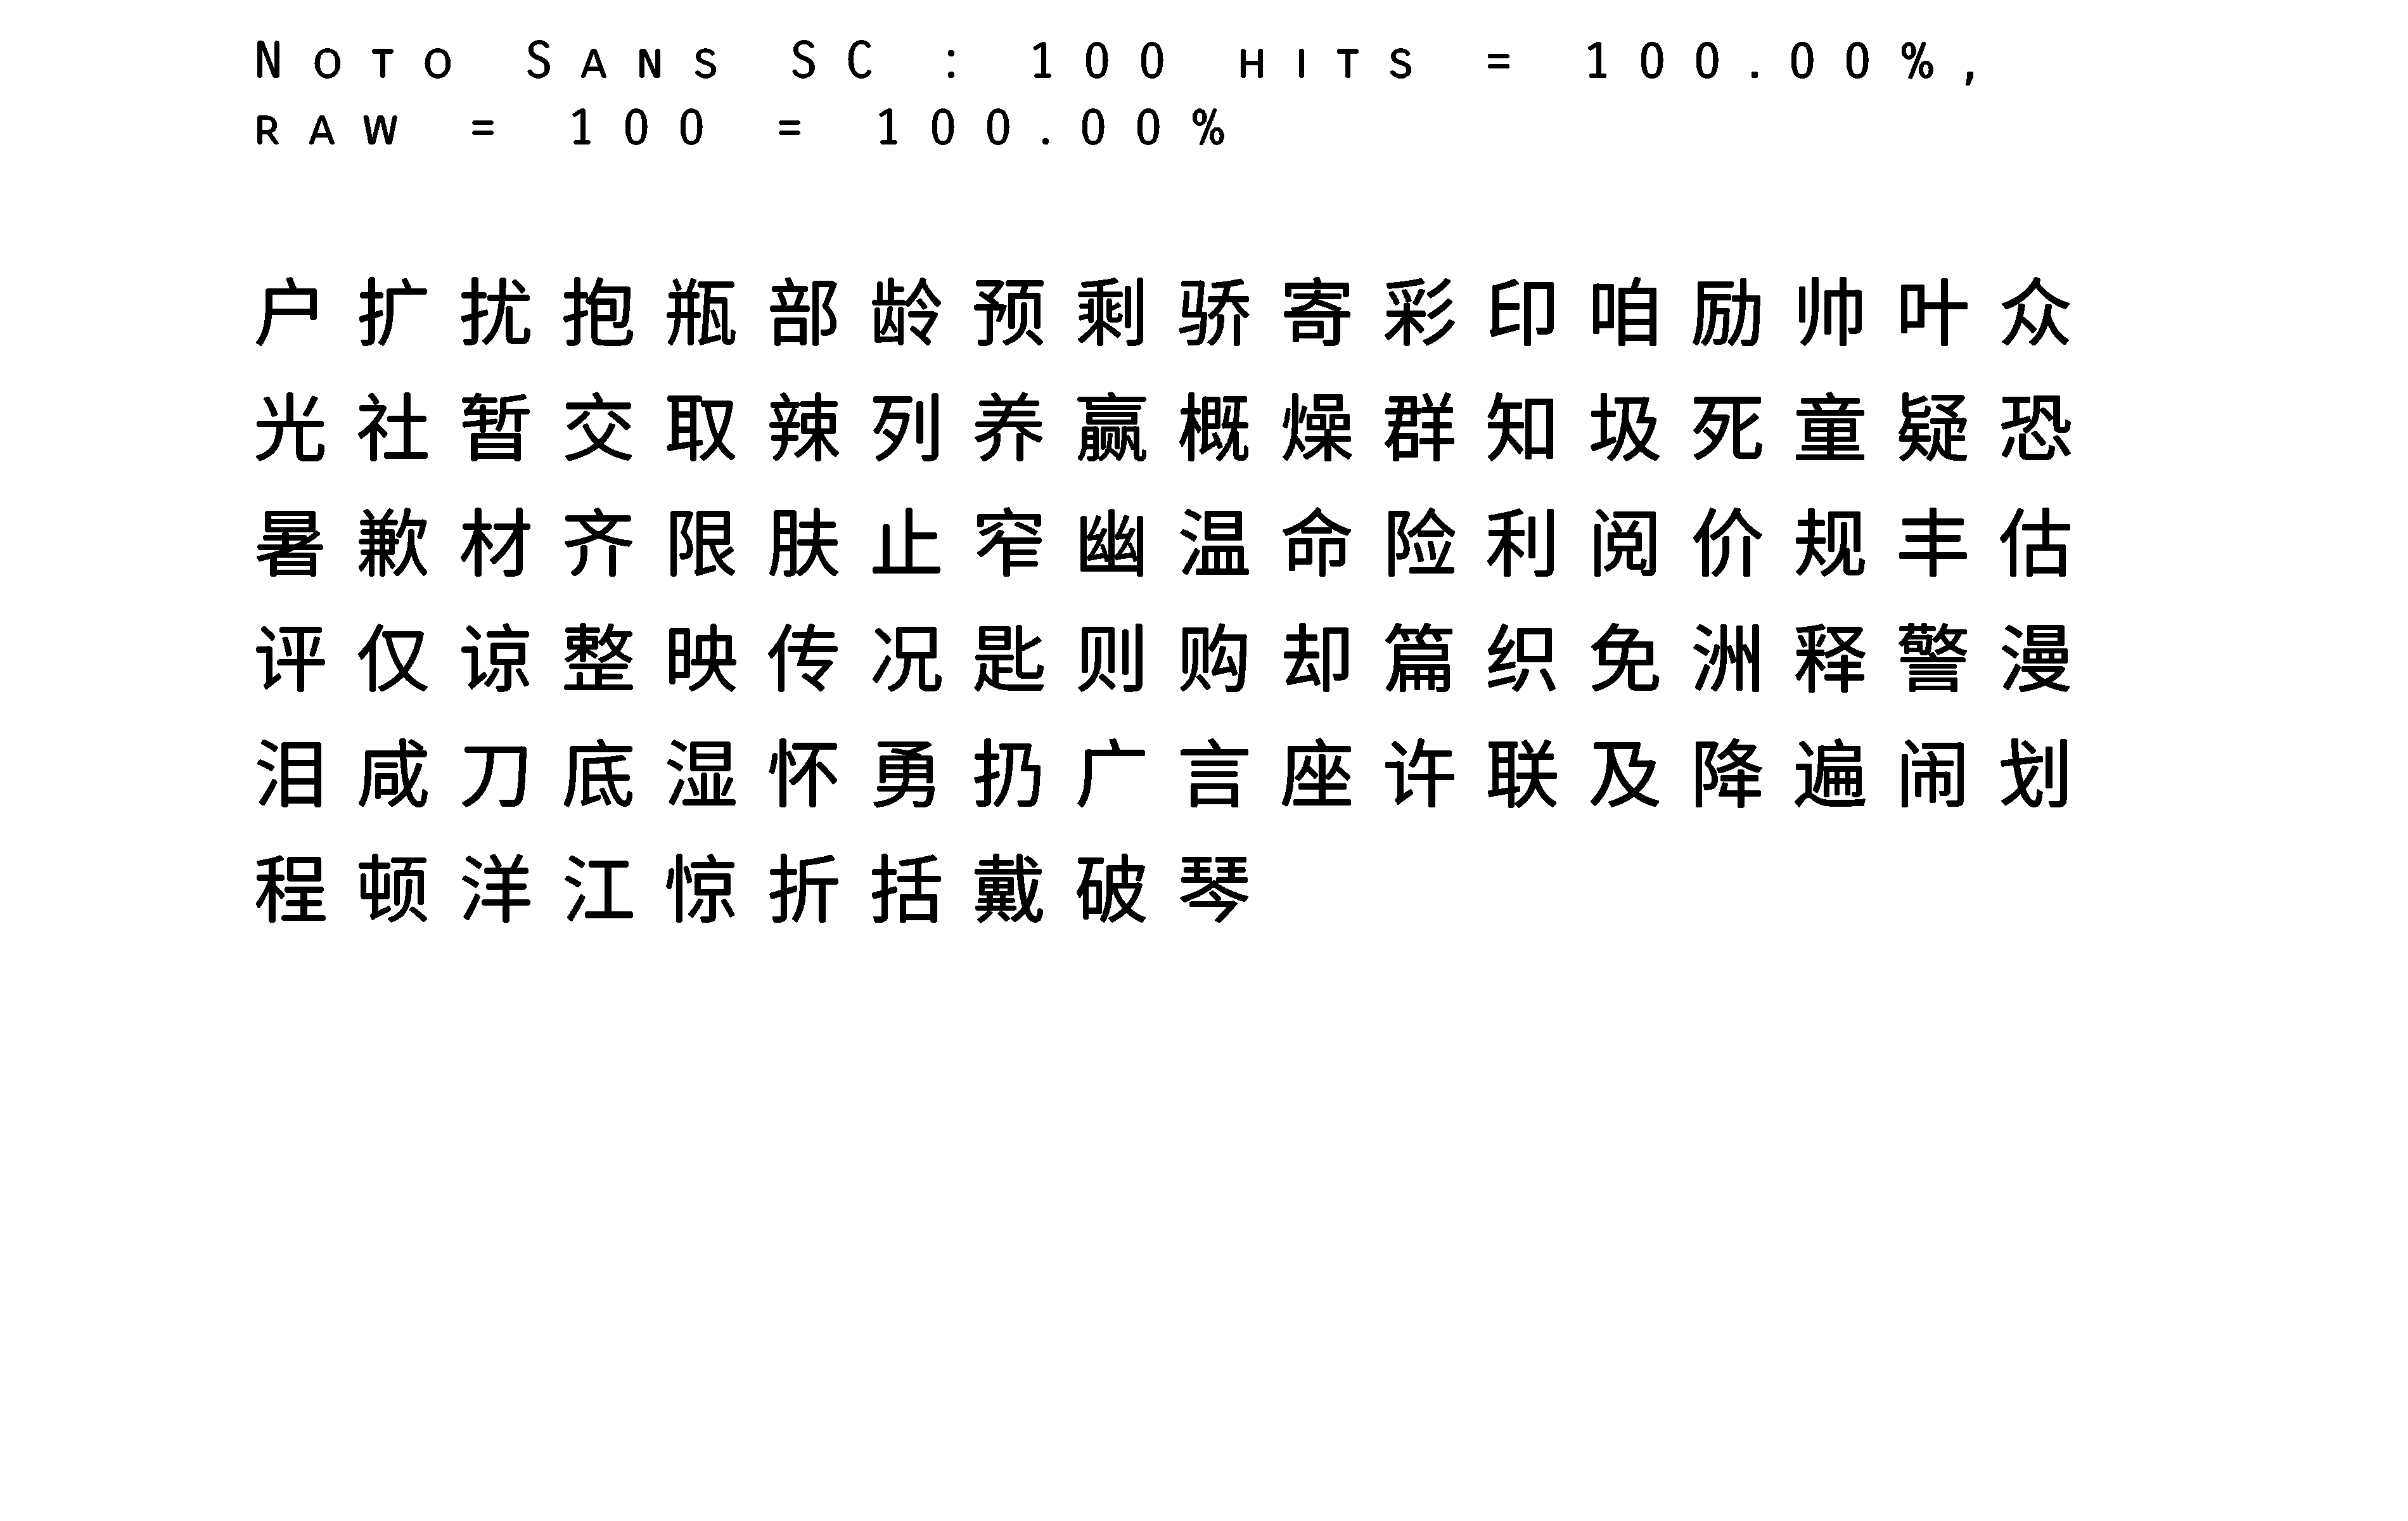 Noto Sans SC : 100 hits = 100.00%,
raw = 100 = 100.00%
户扩扰抱瓶部龄预剩骄寄彩印咱励帅叶众
光社暂交取辣列养赢概燥群知圾死童疑恐
暑歉材齐限肤止窄幽温命险利阅价规丰估
评仅谅整映传况匙则购却篇织免洲释警漫
泪咸刀底湿怀勇扔广言座许联及降遍闹划
程顿洋江惊折括戴破琴